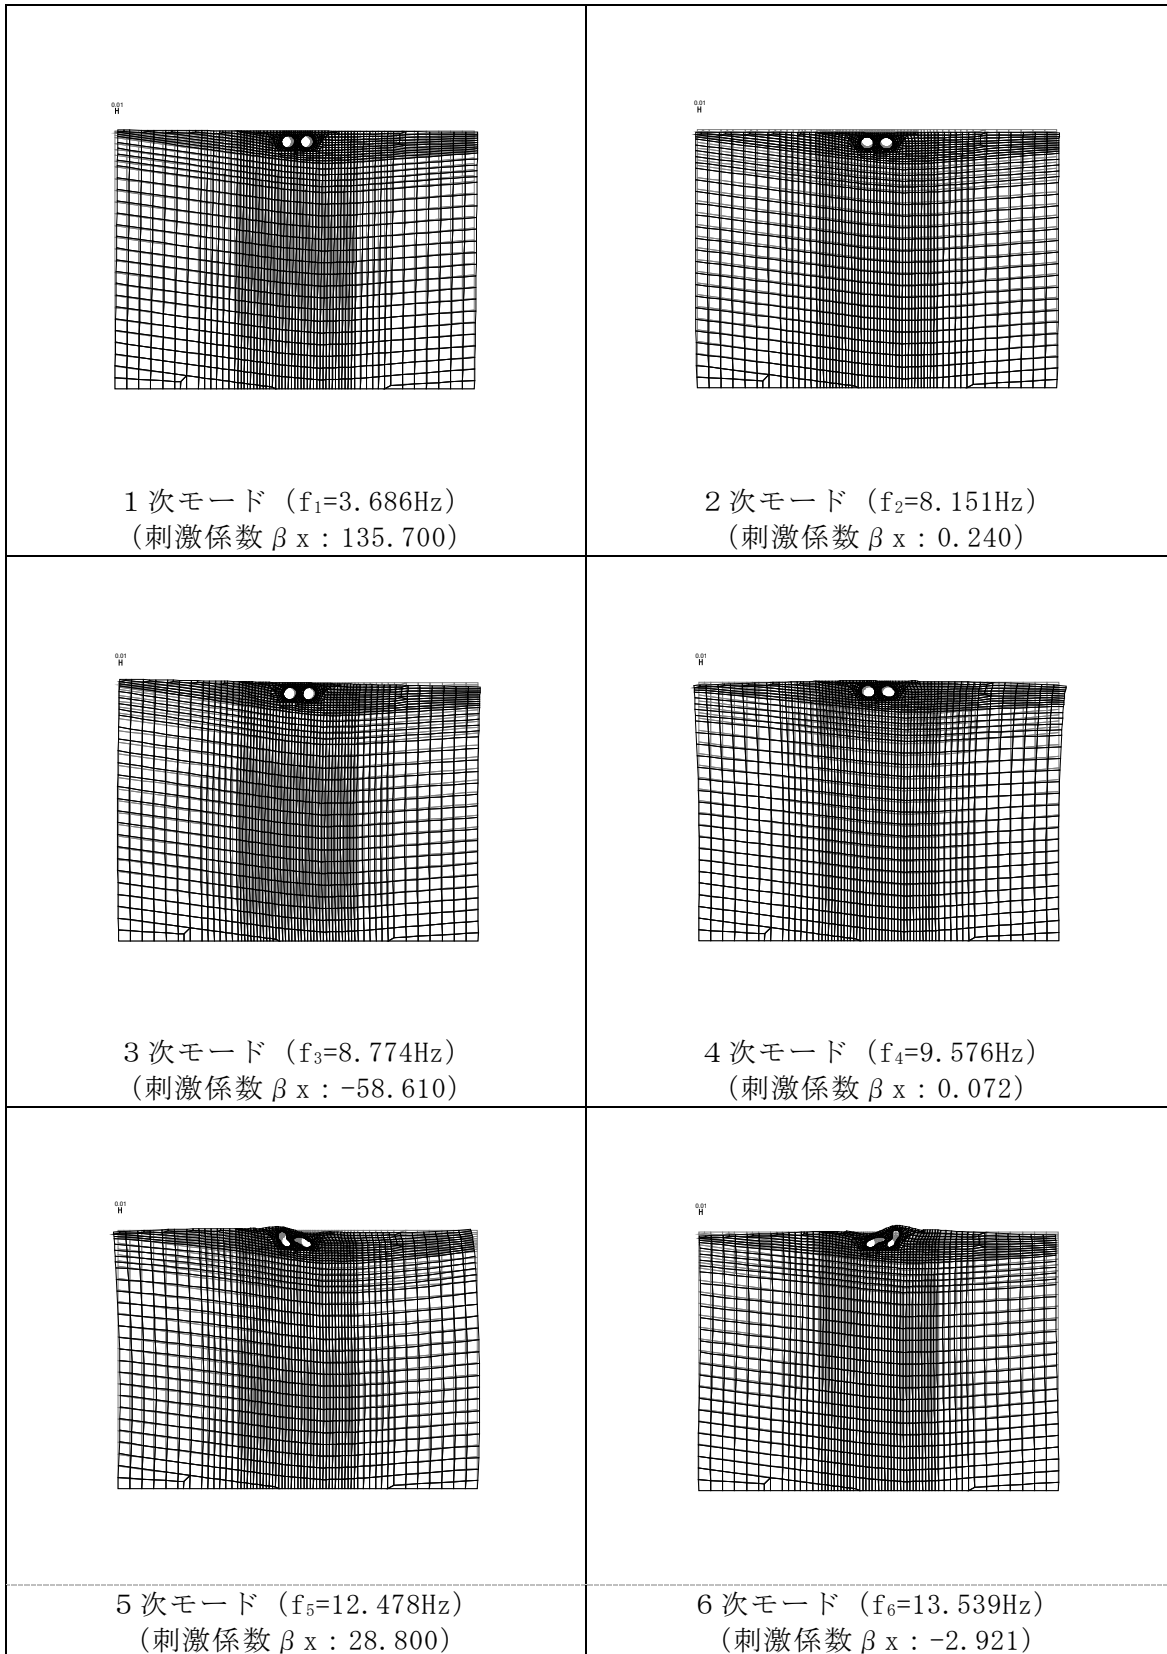 0.01
H
0.01
H
1次モード (f₁=3.686Hz)
(刺激係数βx:135.700)
2次モード (f₂=8.151Hz)
(刺激係数βx:0.240)
0.01
H
0.01
H
3次モード (f₃=8.774Hz)
(刺激係数βx:-58.610)
4次モード (f₄=9.576Hz)
(刺激係数βx:0.072)
0.01
H
0.01
H
5次モード (f₅=12.478Hz)
(刺激係数βx:28.800)
6次モード (f₆=13.539Hz)
(刺激係数βx:-2.921)